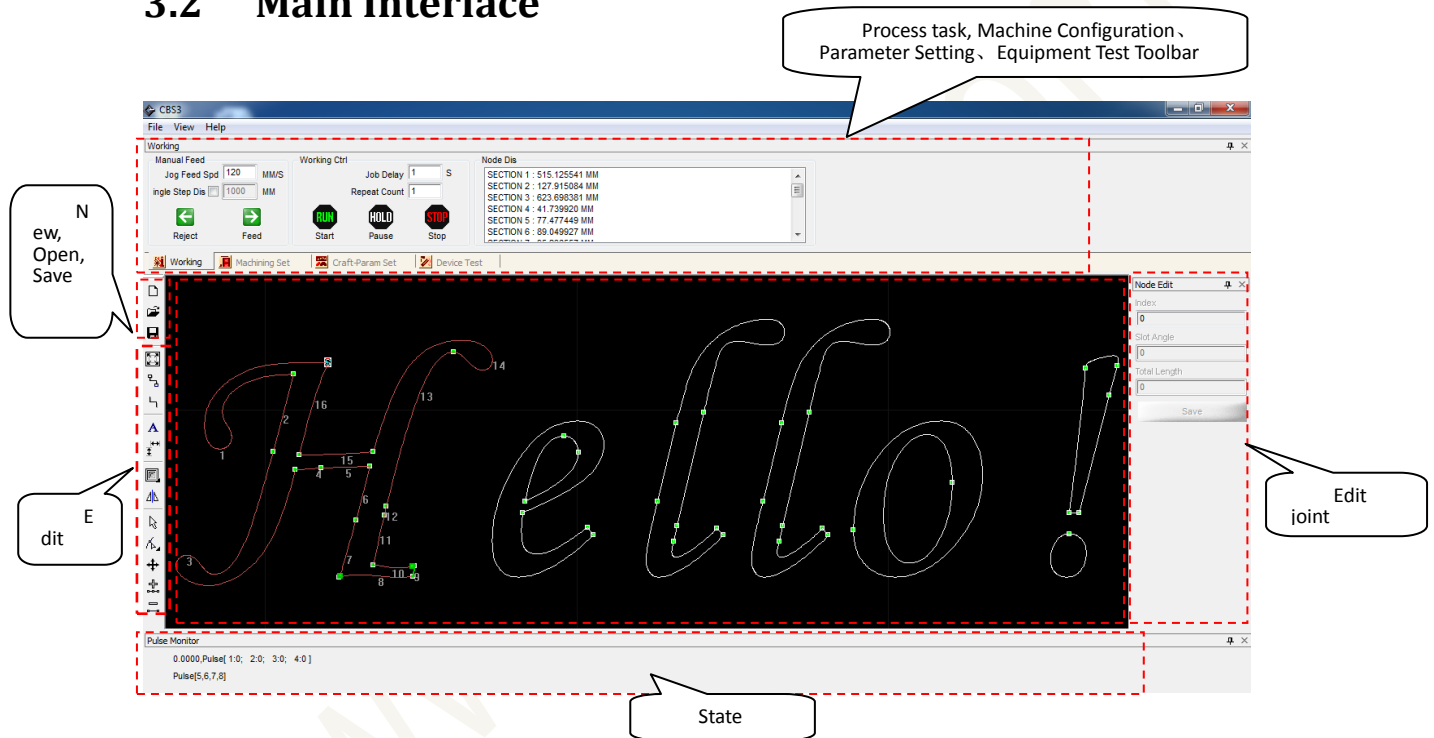 3.2 Main Interface
Process task, Machine Configuration、
Parameter Setting、Equipment Test Toolbar
CBS3
File View Help
Working
Manual Feed
Jog Feed Spd 120 MM/S
ingle Step Dis 1000 MM
Reject Feed
Working Ctrl
Job Delay 1 S
Repeat Count 1
RUN HOLD STOP
Start Pause Stop
Node Dis
SECTION 1 : 515.125541 MM
SECTION 2 : 127.915084 MM
SECTION 3 : 623.698381 MM
SECTION 4 : 41.739920 MM
SECTION 5 : 77.477449 MM
SECTION 6 : 89.049927 MM
Working Machining Set Craft-Param Set Device Test
N
ew,
Open,
Save
E
dit
Hello!
1
2
3
4
5
6
7
8
9
10
11
12
13
14
15
16
Node Edit
Index
0
Slot Angle
0
Total Length
0
Save
Edit
joint
Pulse Monitor
0.0000,Pulse[ 1:0; 2:0; 3:0; 4:0 ]
Pulse[5,6,7,8]
State